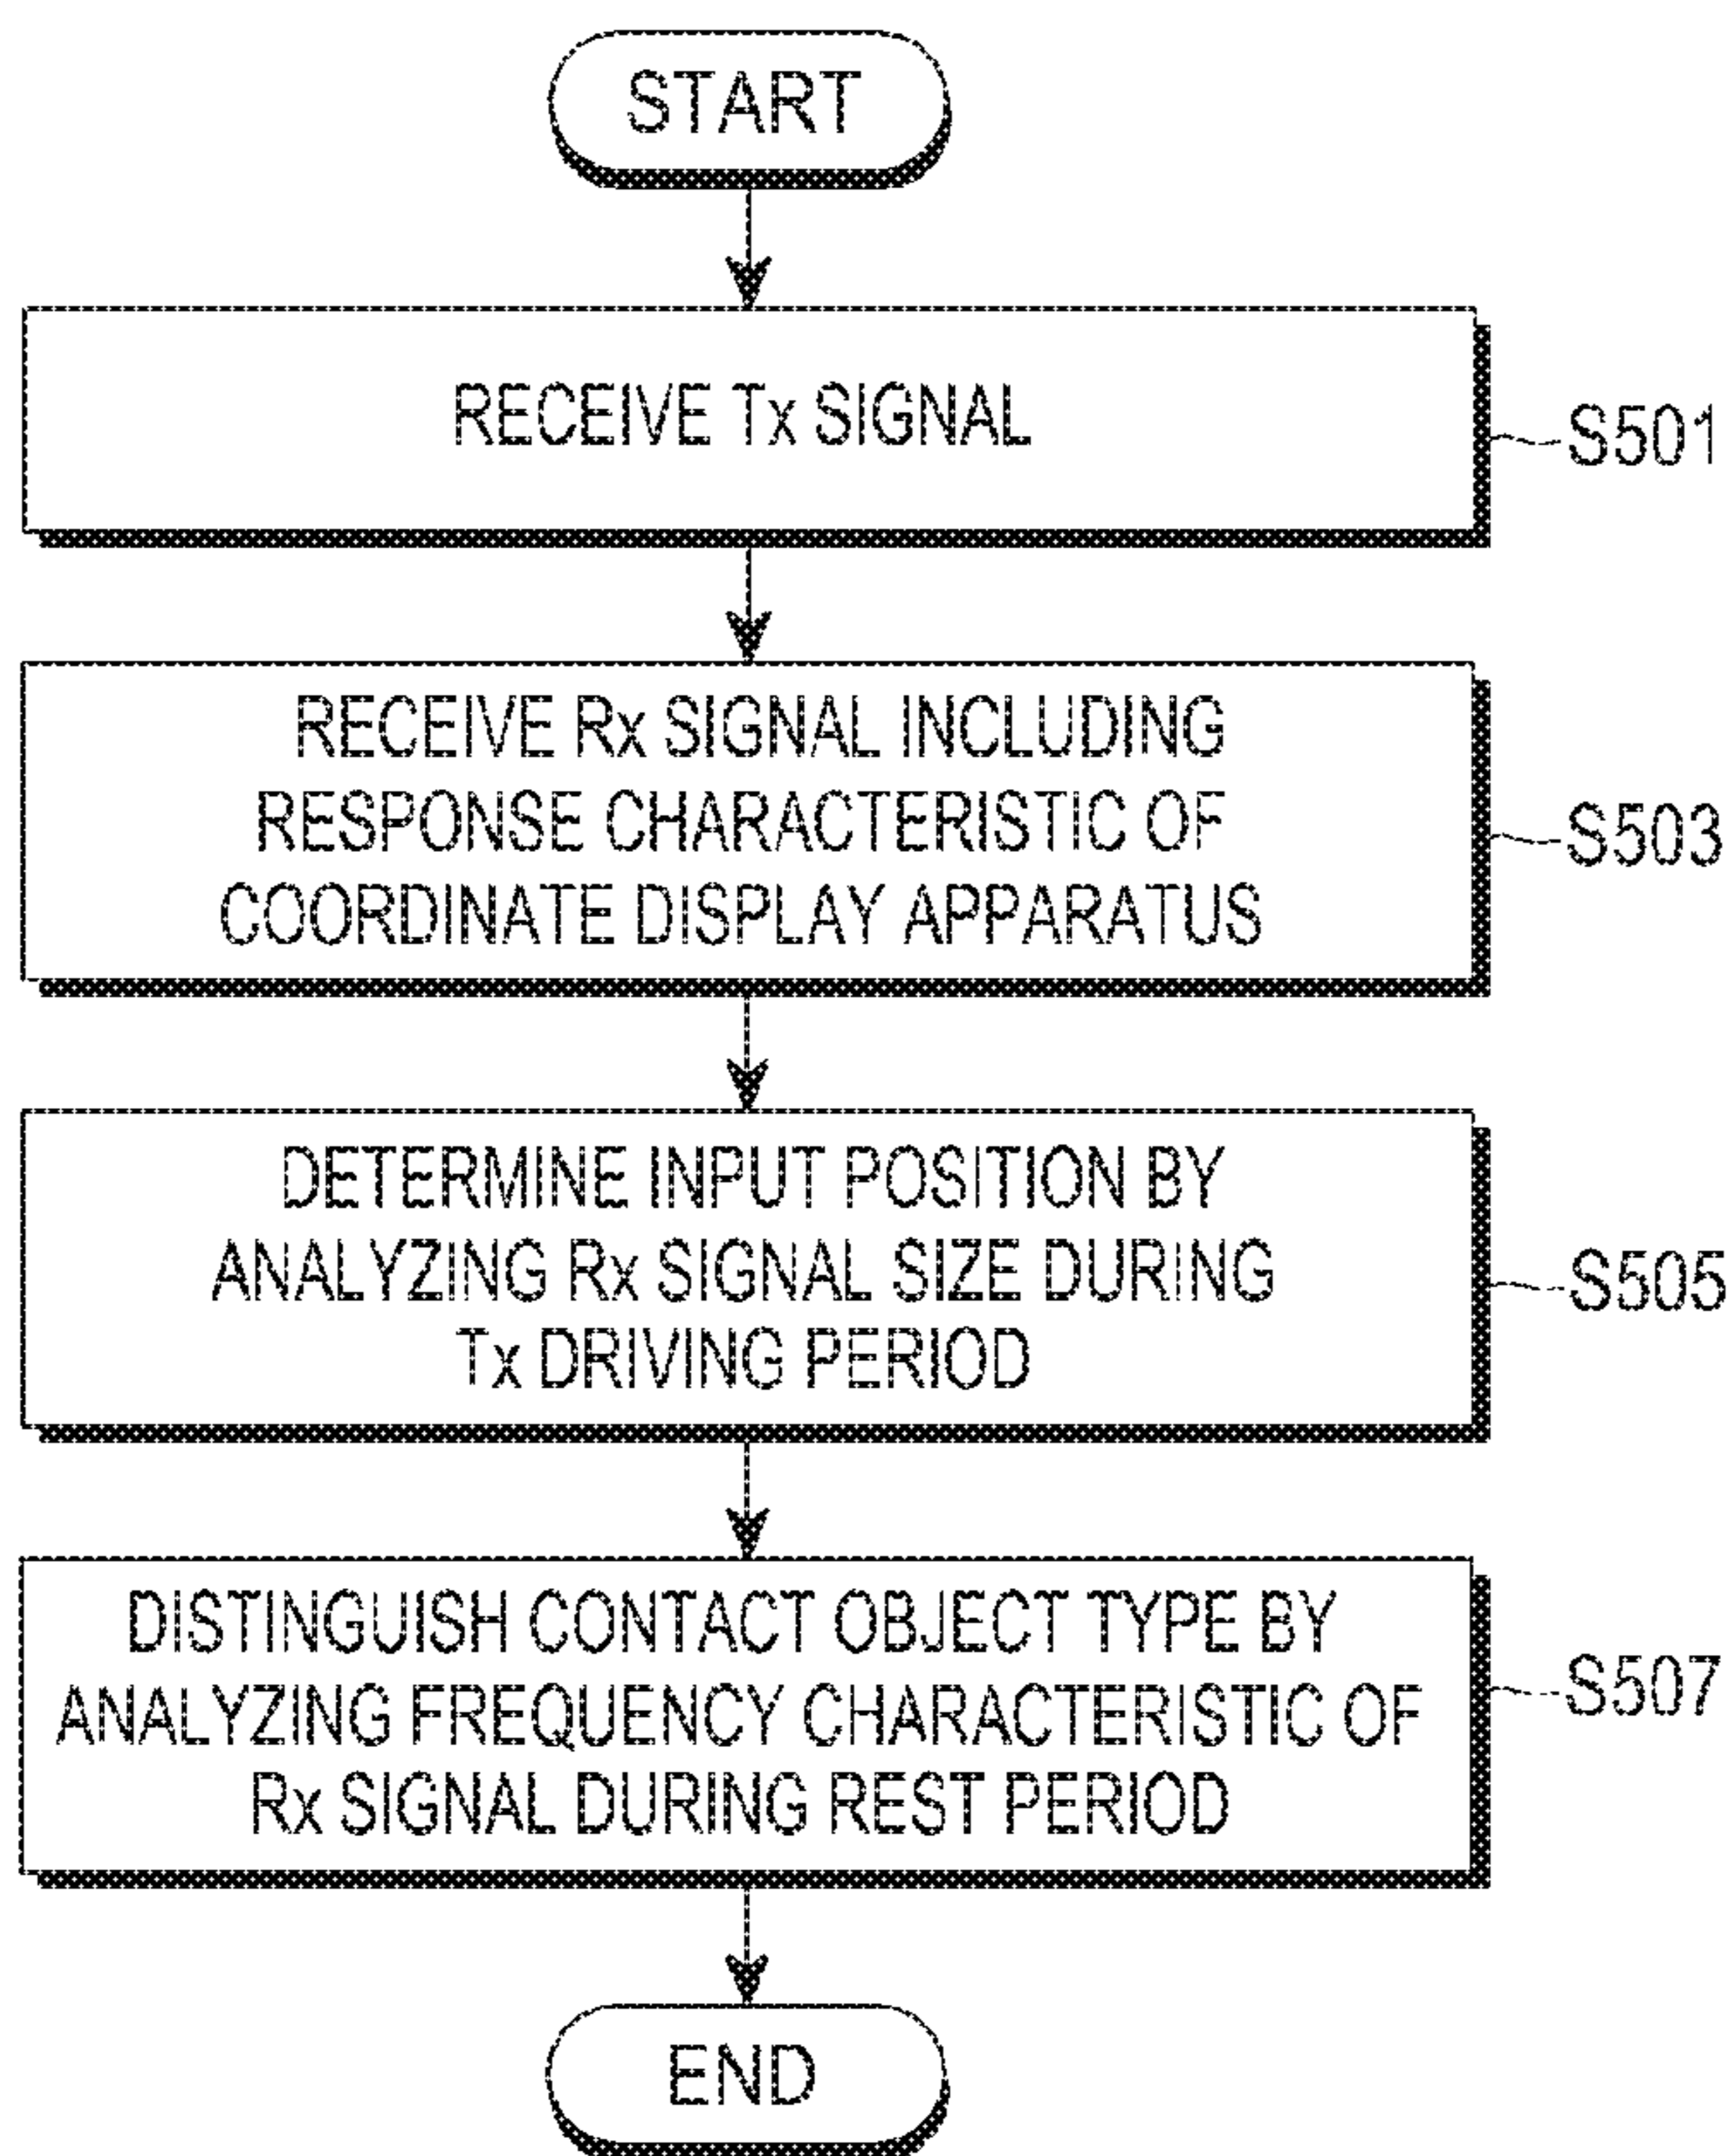 START
RECEIVE Tx SIGNAL
S501
RECEIVE Rx SIGNAL INCLUDING
RESPONSE CHARACTERISTIC OF
COORDINATE DISPLAY APPARATUS
S503
DETERMINE INPUT POSITION BY
ANALYZING Rx SIGNAL SIZE DURING
Tx DRIVING PERIOD
S505
DISTINGUISH CONTACT OBJECT TYPE BY
ANALYZING FREQUENCY CHARACTERISTIC OF
Rx SIGNAL DURING REST PERIOD
S507
END